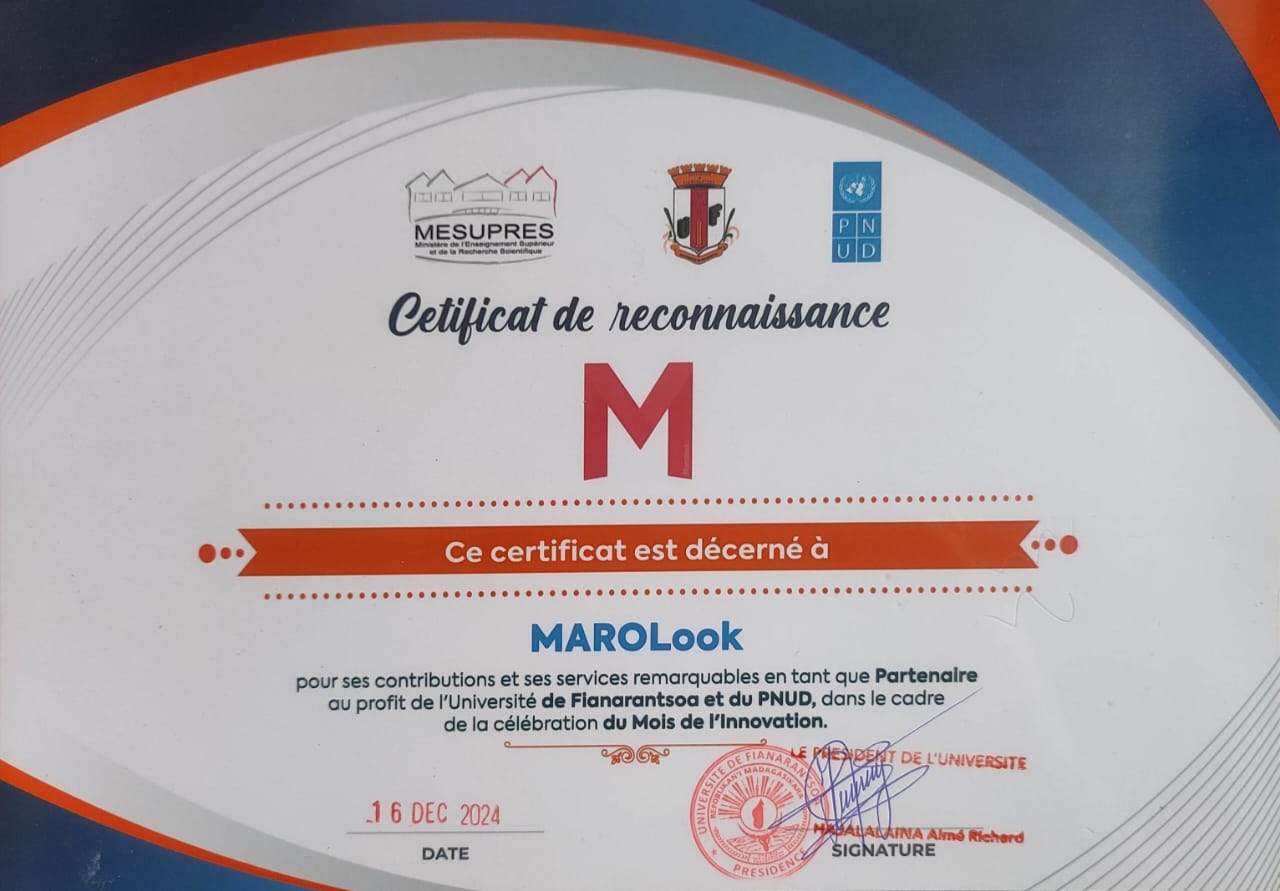 MESUPRES
Ministère de l'Enseignement Supérieur
et de la Recherche Scientifique
U F
P N
U D
Cetificat de reconnaissance
M
Ce certificat est décerné à
MAROLook
pour ses contributions et ses services remarquables en tant que Partenaire
au profit de l'Université de Fianarantsoa et du PNUD, dans le cadre
de la célébration du Mois de l'Innovation.
LE PRESIDENT DE L'UNIVERSITE
UNIVERSITE DE FIANARANTSOA
REPOBLIKAN'I MADAGASIKARA
PRESIDENCE
16 DEC 2024
Aimé Richard
DATE
SIGNATURE